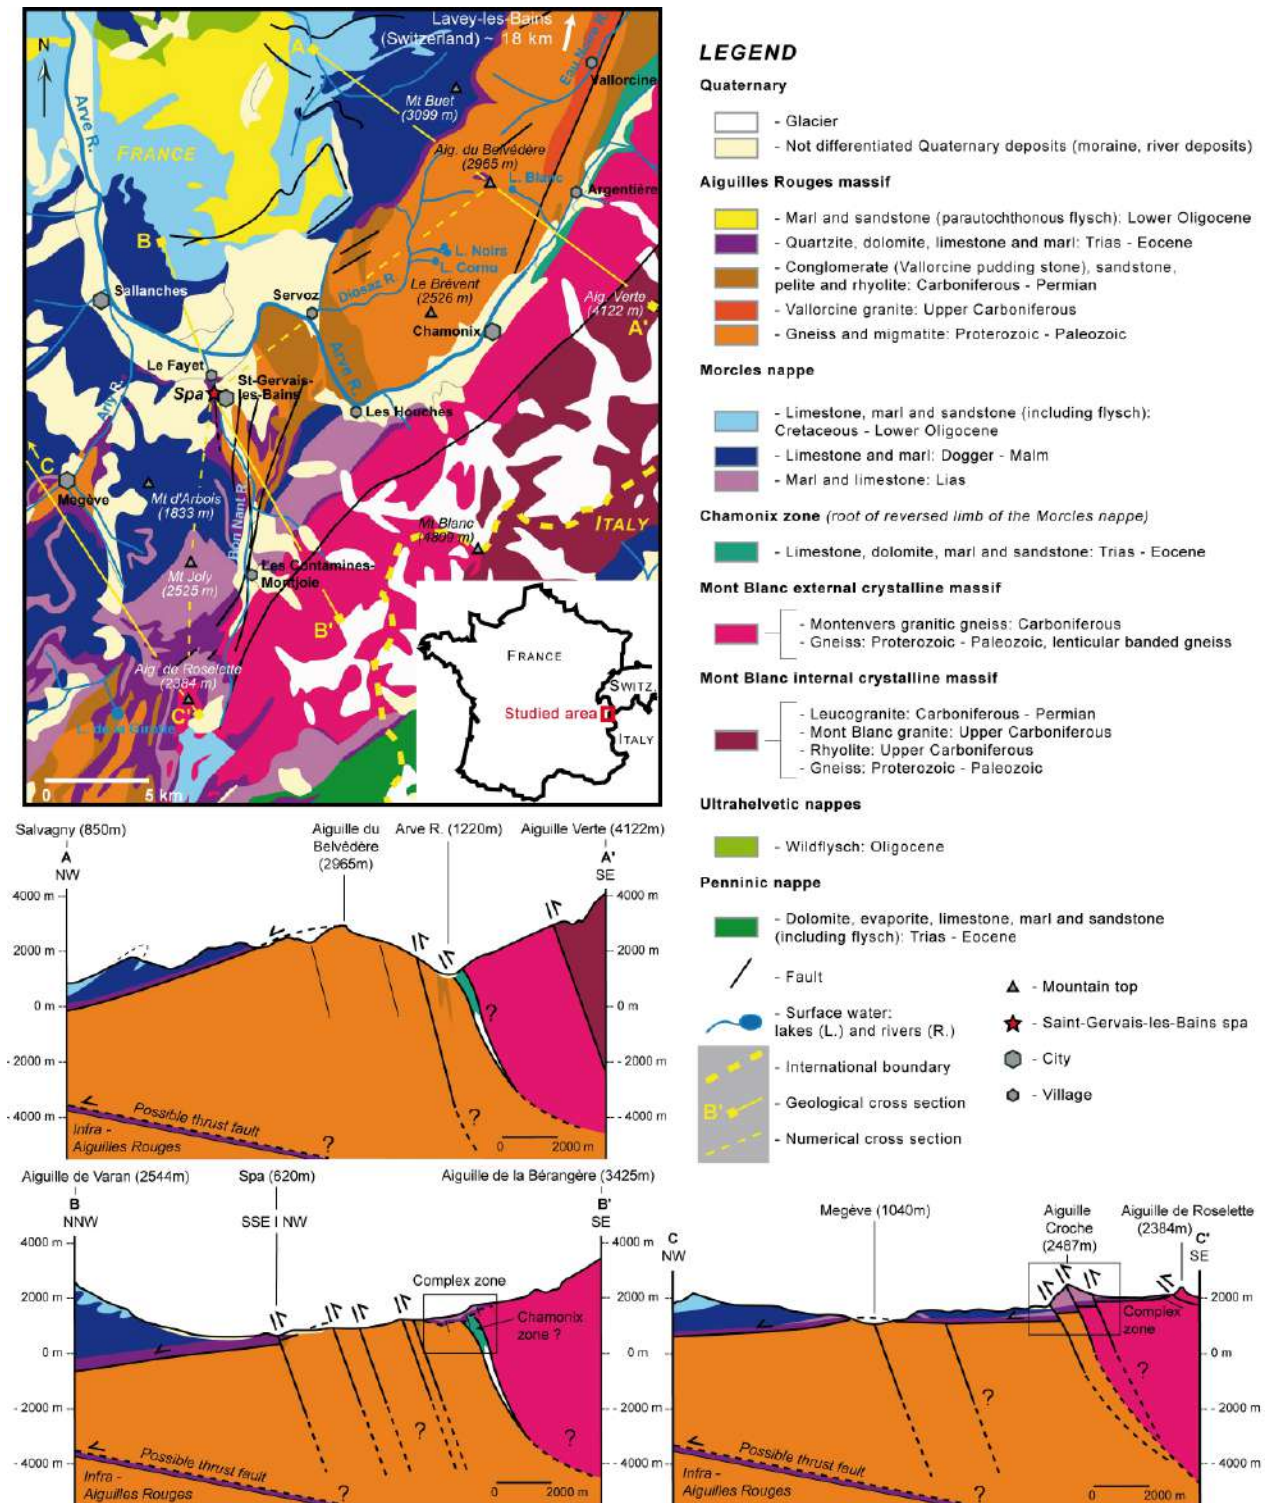 Lavey-les-Bains
(Switzerland) ~ 18 km
N
A
Eau Noire R.
Vallorcine
Mt Buet
(3099 m)
Arve R.
FRANCE
Aig. du Belvédère
(2965 m)
L. Blanc
Argentière
B
L. Noirs
L. Cornu
Diosaz R.
Le Brévent
(2526 m)
Aig. Verte
(4122 m)
A'
Sallanches
Servoz
Chamonix
Le Fayet
Arve R.
Spa
St-Gervais-
les-Bains
Arly R.
Les Houches
C
Megève
Mt d'Arbois
(1833 m)
Bon Nant R.
Mt Blanc
(4809 m)
ITALY
Mt Joly
(2525 m)
Les Contamines-
Montjoie
B'
Aig. de Roselette
(2384 m)
C'
L. de la Girotte
0 5 km
FRANCE
SWITZ.
Studied area
ITALY
LEGEND
Quaternary
- Glacier
- Not differentiated Quaternary deposits (moraine, river deposits)
Aiguilles Rouges massif
- Marl and sandstone (parautochthonous flysch): Lower Oligocene
- Quartzite, dolomite, limestone and marl: Trias - Eocene
- Conglomerate (Vallorcine pudding stone), sandstone,
pelite and rhyolite: Carboniferous - Permian
- Vallorcine granite: Upper Carboniferous
- Gneiss and migmatite: Proterozoic - Paleozoic
Morcles nappe
- Limestone, marl and sandstone (including flysch):
Cretaceous - Lower Oligocene
- Limestone and marl: Dogger - Malm
- Marl and limestone: Lias
Chamonix zone (root of reversed limb of the Morcles nappe)
- Limestone, dolomite, marl and sandstone: Trias - Eocene
Mont Blanc external crystalline massif
- Montenvers granitic gneiss: Carboniferous
- Gneiss: Proterozoic - Paleozoic, lenticular banded gneiss
Mont Blanc internal crystalline massif
- Leucogranite: Carboniferous - Permian
- Mont Blanc granite: Upper Carboniferous
- Rhyolite: Upper Carboniferous
- Gneiss: Proterozoic - Paleozoic
Ultrahelvetic nappes
- Wildflysch: Oligocene
Penninic nappe
- Dolomite, evaporite, limestone, marl and sandstone
(including flysch): Trias - Eocene
- Fault
- Surface water:
lakes (L.) and rivers (R.)
- International boundary
B' - Geological cross section
- Numerical cross section
- Mountain top
- Saint-Gervais-les-Bains spa
- City
- Village
Salvagny (850m)
Aiguille du
Belvédère
(2965m)
Arve R. (1220m)
Aiguille Verte (4122m)
A
NW
A'
SE
4000 m
4000 m
2000 m
2000 m
0 m
0 m
?
- 2000 m
- 2000 m
- 4000 m
- 4000 m
Possible thrust fault
Infra -
Aiguilles Rouges
?
?
0 2000 m
Aiguille de Varan (2544m)
Spa (620m)
Aiguille de la Bérangère (3425m)
B
NNW
SSE NW
B'
SE
4000 m
4000 m
Complex zone
2000 m
2000 m
Chamonix
zone ?
0 m
0 m
- 2000 m
- 2000 m
?
?
- 4000 m
- 4000 m
Possible thrust fault
Infra -
Aiguilles Rouges
?
0 2000 m
Megève (1040m)
Aiguille
Croche
(2487m)
Aiguille de Roselette
(2384m)
C
NW
C'
SE
4000 m
2000 m
2000 m
Complex
zone
0 m
0 m
?
?
- 2000 m
- 2000 m
- 4000 m
- 4000 m
Possible thrust fault
Infra -
Aiguilles Rouges
?
0 2000 m